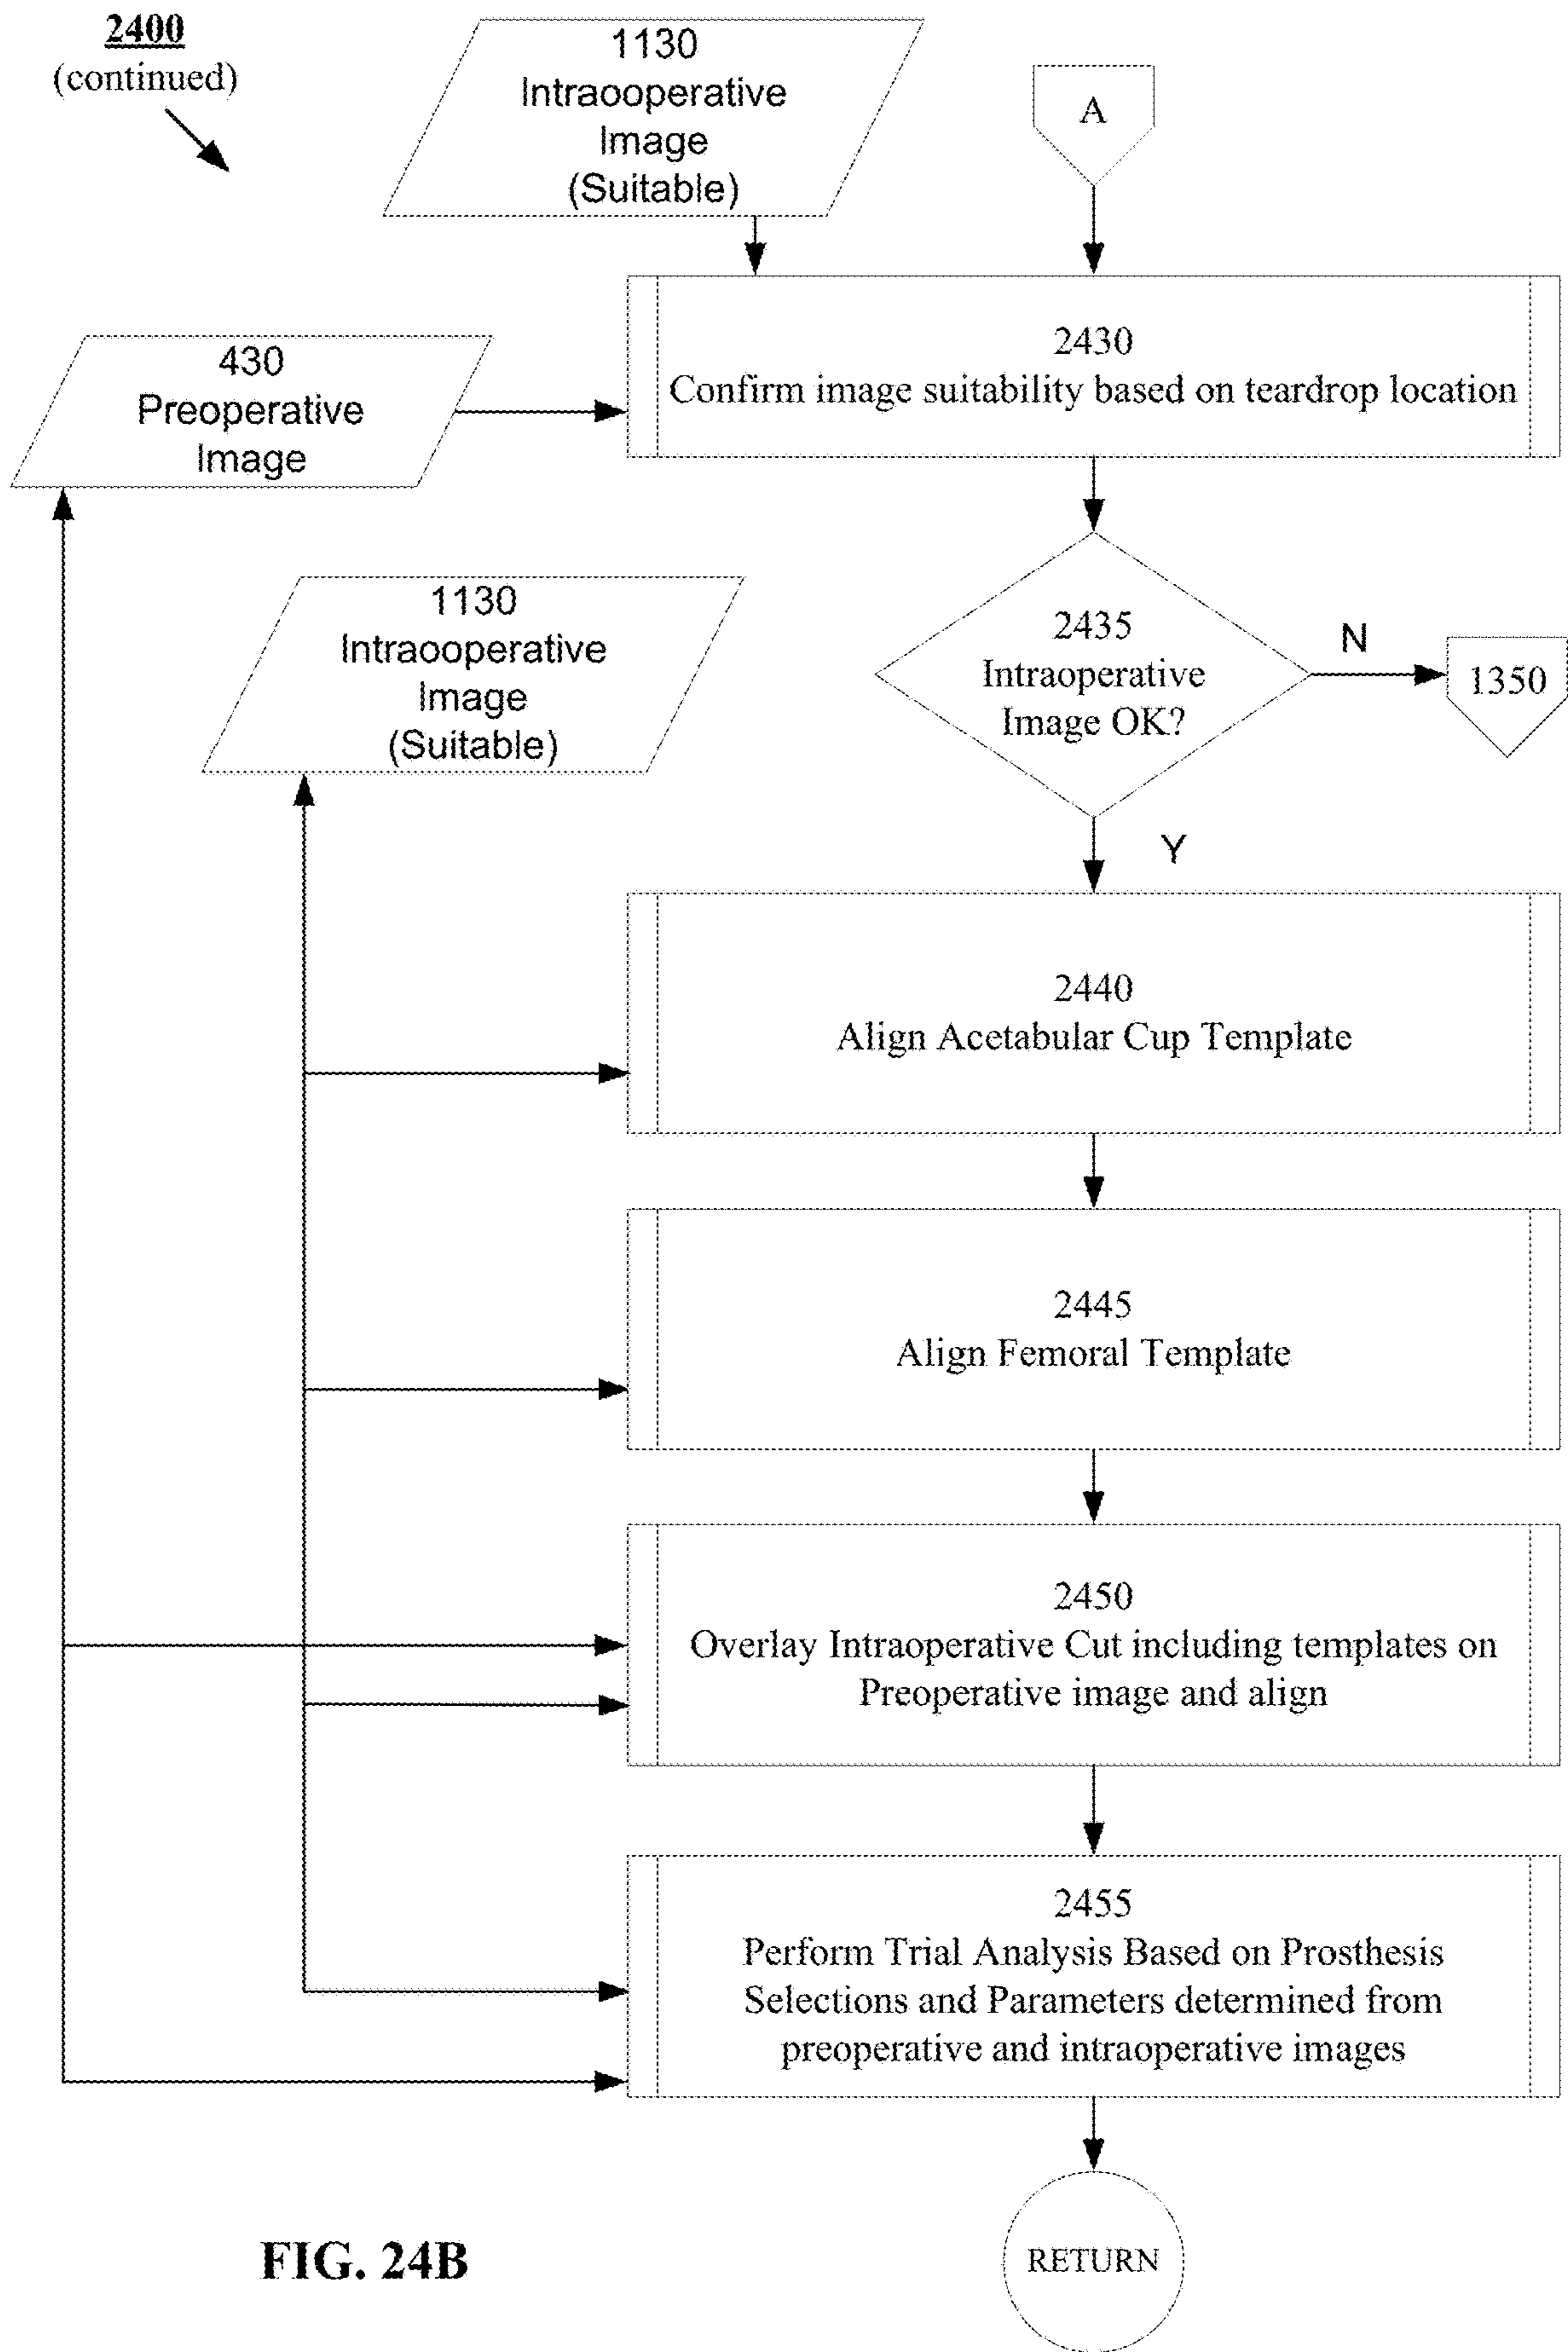 2400
(continued)
1130
Intraooperative
Image
(Suitable)
A
2430
Confirm image suitability based on teardrop location
430
Preoperative
Image
1130
Intraooperative
Image
(Suitable)
2435
Intraoperative
Image OK?
N
1350
Y
2440
Align Acetabular Cup Template
2445
Align Femoral Template
2450
Overlay Intraoperative Cut including templates on
Preoperative image and align
2455
Perform Trial Analysis Based on Prosthesis
Selections and Parameters determined from
preoperative and intraoperative images
RETURN
FIG. 24B